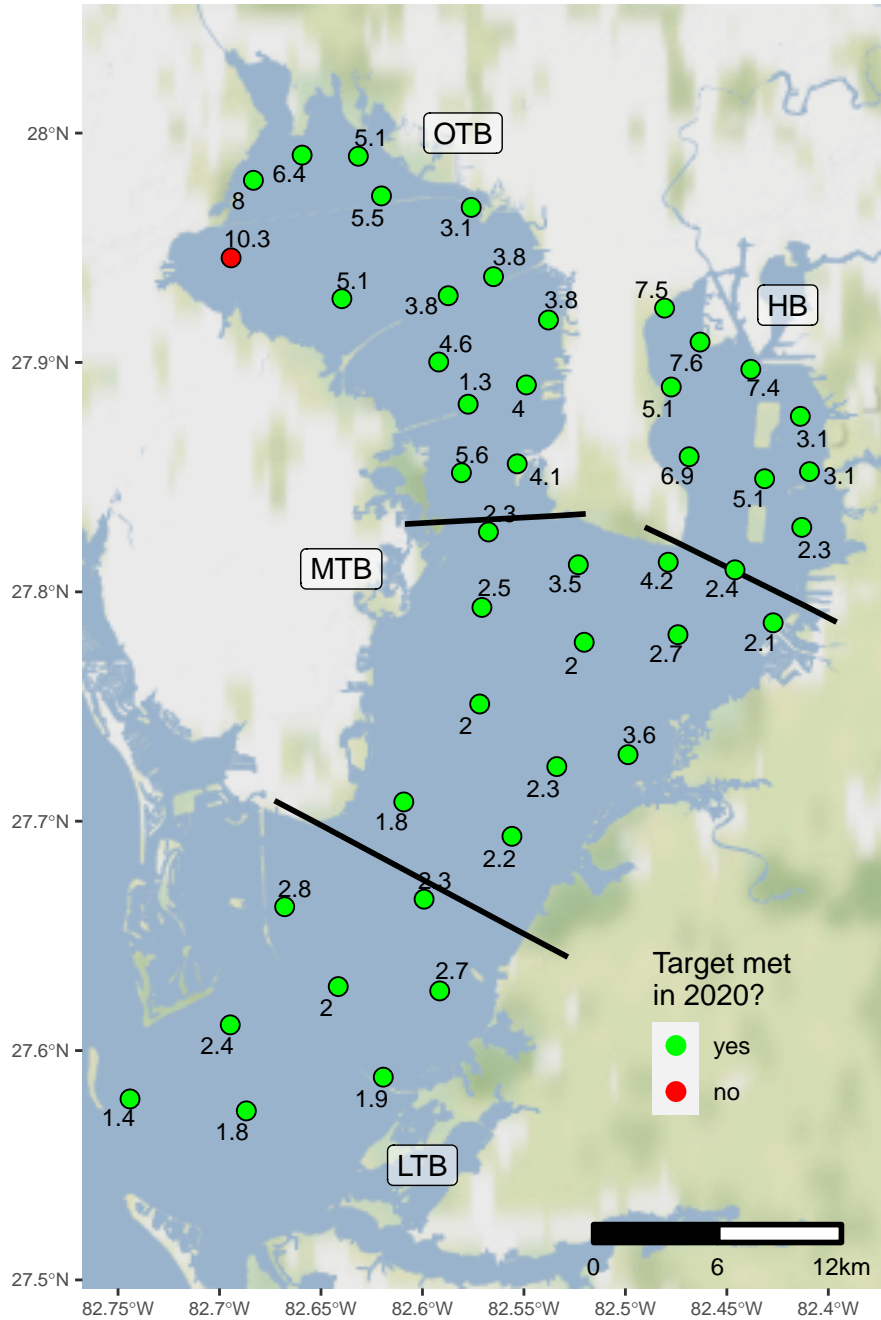 28°N
27.9°N
27.8°N
27.7°N
27.6°N
27.5°N
OTB
5.1
6.4
8
5.5
3.1
10.3
3.8
5.1
3.8
3.8
7.5
HB
4.6
7.6
1.3
4
5.1
7.4
3.1
5.6
4.1
6.9
5.1
3.1
2.3
2.3
MTB
3.5
4.2
2.4
2.5
2
2.7
2.1
2
3.6
2.3
1.8
2.2
2.8
2.3
2.7
2
2.4
1.9
1.4
1.8
LTB
Target met
in 2020?
yes
no
0 6 12km
82.75°W 82.7°W 82.65°W 82.6°W 82.55°W 82.5°W 82.45°W 82.4°W